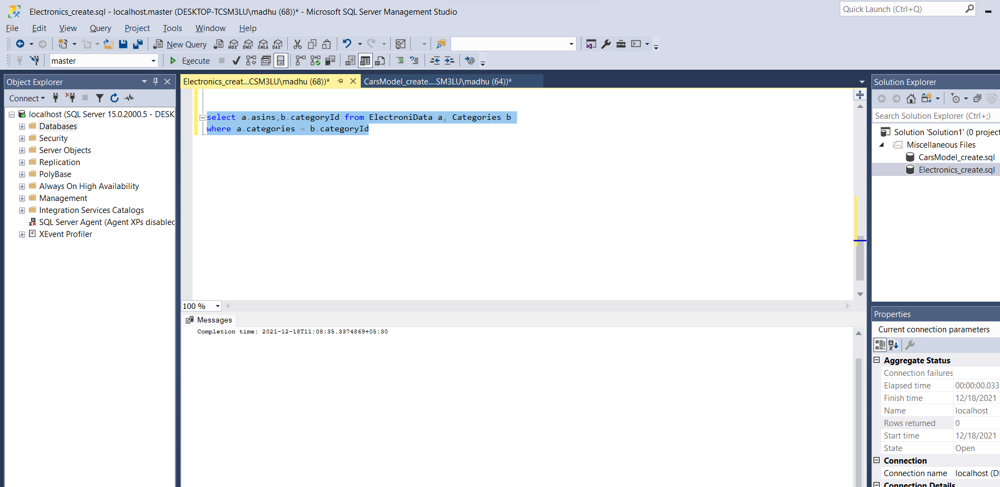 Electronics_create.sql - localhost.master (DESKTOP-TCSM3LU\madhu (68))* - Microsoft SQL Server Management Studio
Quick Launch (Ctrl+Q)
File Edit View Query Project Tools Window Help
New Query MDX DMX XMLA DAX
master Execute
Object Explorer
Connect
localhost (SQL Server 15.0.2000.5 - DESK
Databases
Security
Server Objects
Replication
PolyBase
Always On High Availability
Management
Integration Services Catalogs
SQL Server Agent (Agent XPs disabled
XEvent Profiler
Electronics_creat...CSM3LU\madhu (68))* CarsModel_create....SM3LU\madhu (64))*
select a.asins,b.categoryId from ElectroniData a, Categories b
where a.categories = b.categoryId
100 %
Messages
Completion time: 2021-12-18T11:08:35.3374869+05:30
Solution Explorer
Search Solution Explorer (Ctrl+;)
Solution 'Solution1' (0 project
Miscellaneous Files
CarsModel_create.sql
Electronics_create.sql
Properties
Current connection parameters
Aggregate Status
Connection failures
Elapsed time 00:00:00.033
Finish time 12/18/2021
Name localhost
Rows returned 0
Start time 12/18/2021
State Open
Connection
Connection name localhost (D
Connection Details